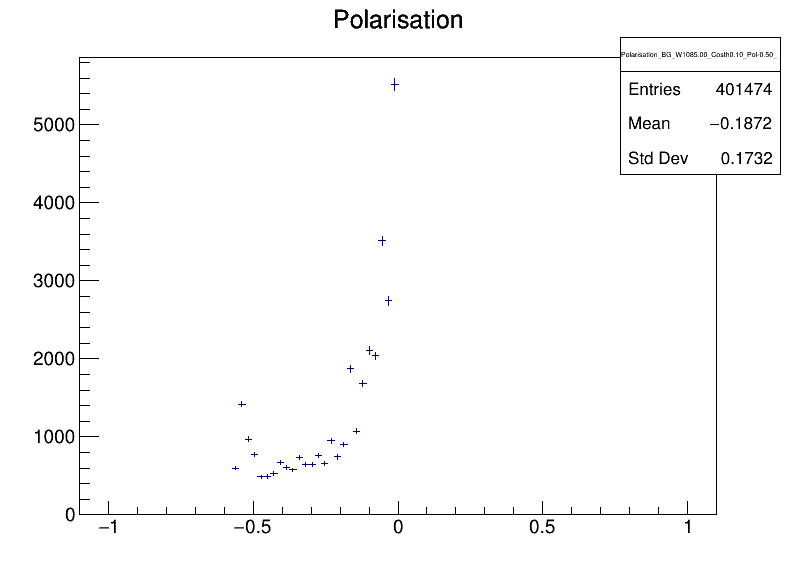 Polarisation
Polarisation_BG_W1085.00_Costh0.10_Pol-0.50_
Entries 401474
Mean −0.1872
Std Dev 0.1732
5000
4000
3000
2000
1000
0
−1 −0.5 0 0.5 1